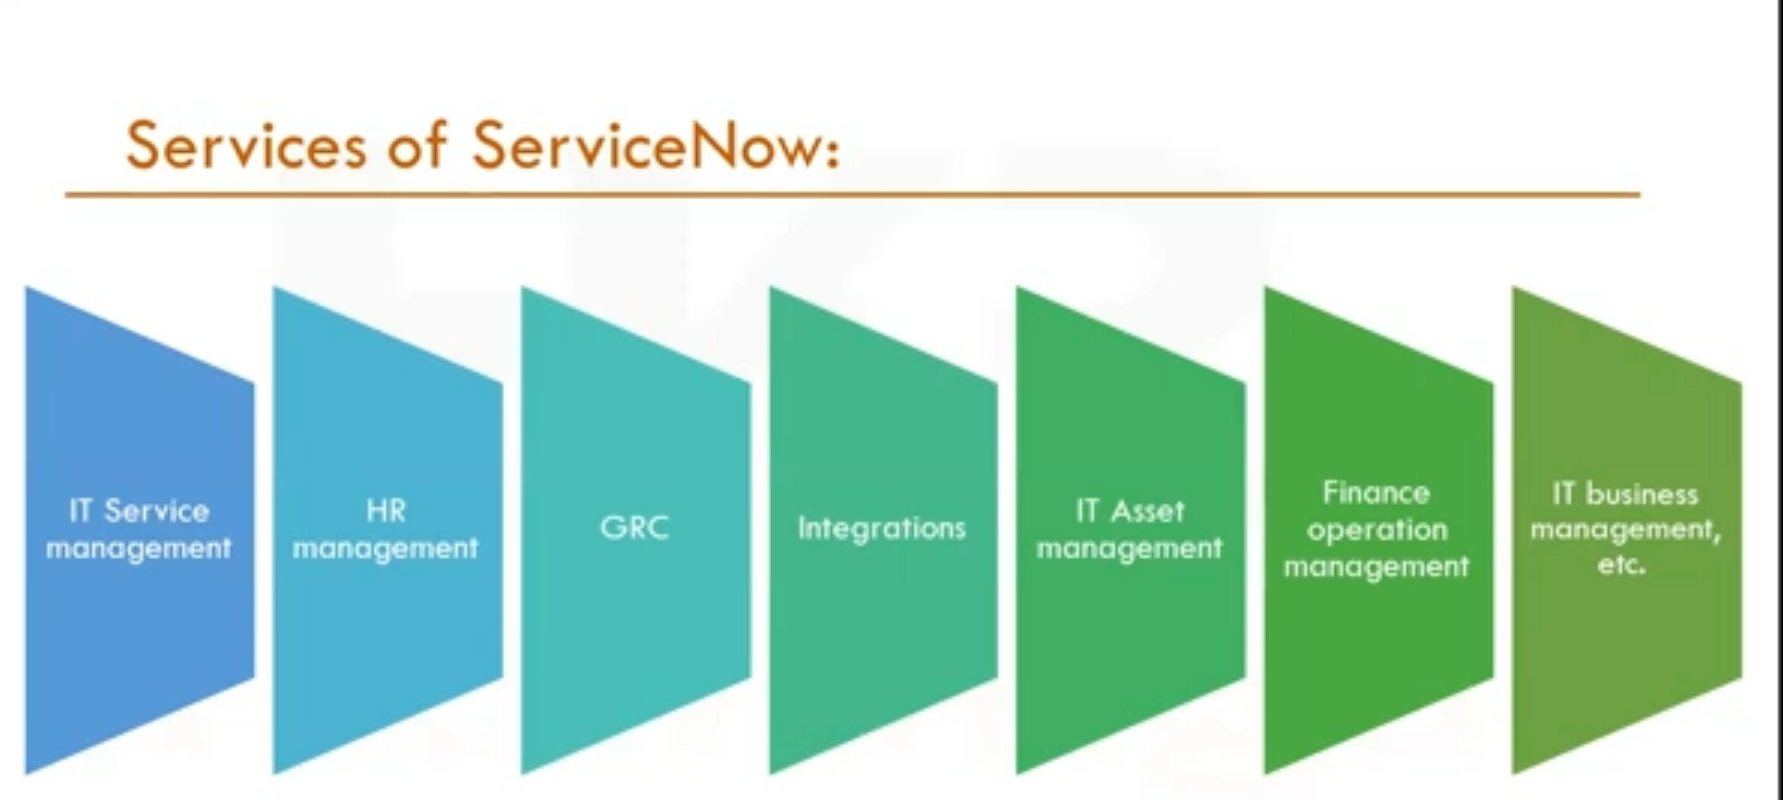 Services of ServiceNow:
IT Service
management
HR
management
GRC
Integrations
IT Asset
management
Finance
operation
management
IT business
management,
etc.